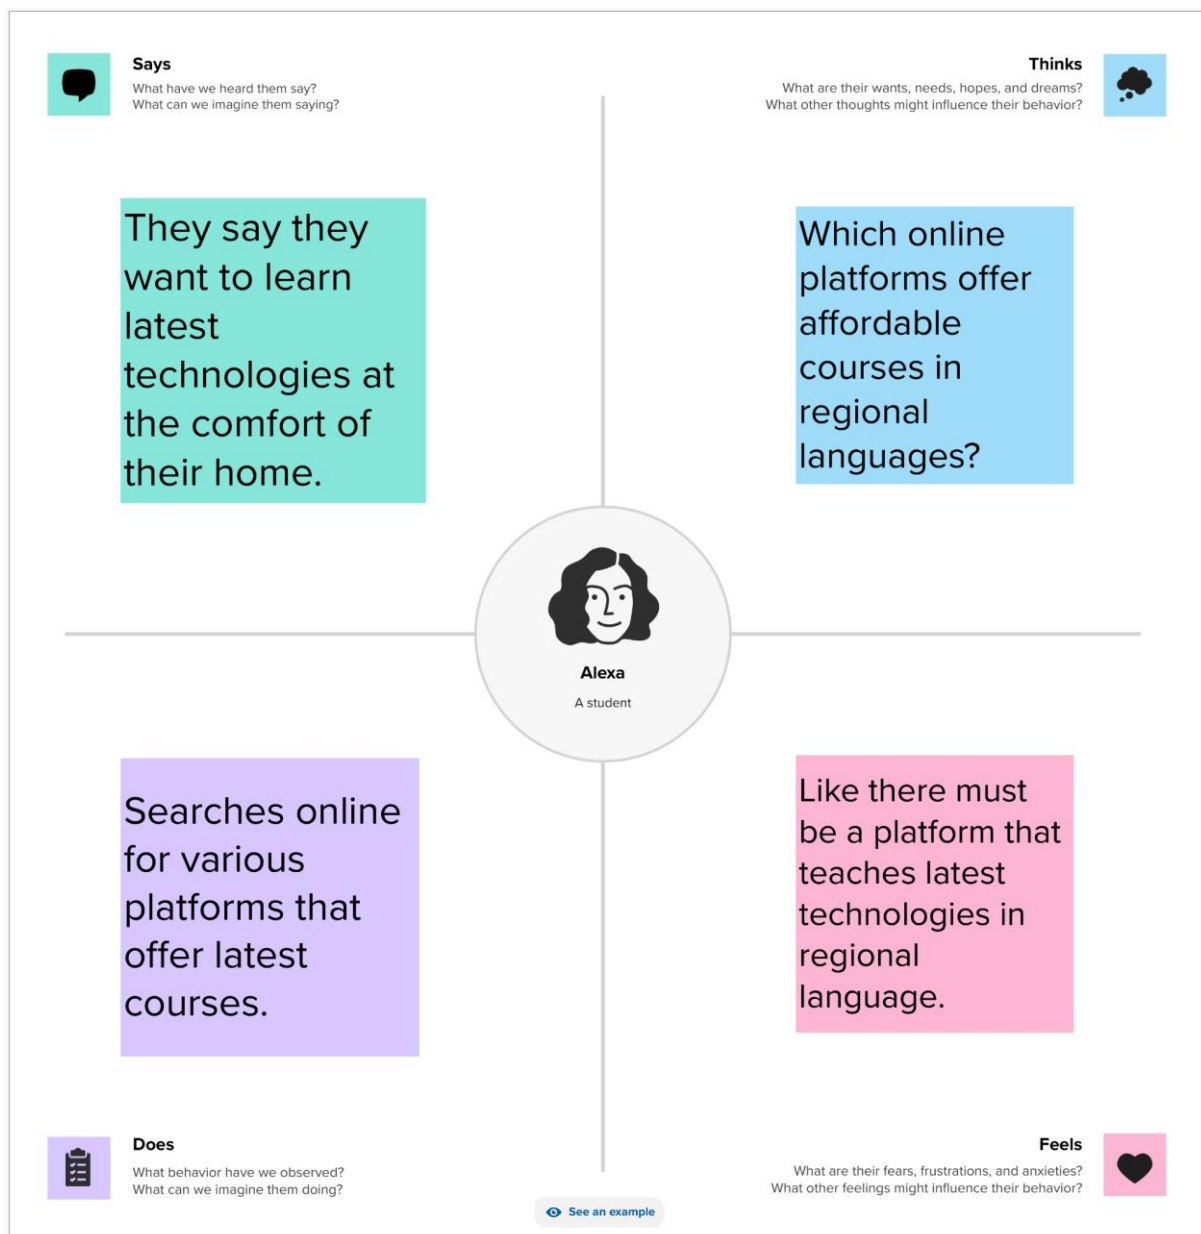 Says
What have we heard them say?
What can we imagine them saying?
Thinks
What are their wants, needs, hopes, and dreams?
What other thoughts might influence their behavior?
They say they
want to learn
latest
technologies at
the comfort of
their home.
Which online
platforms offer
affordable
courses in
regional
languages?
Alexa
A student
Searches online
for various
platforms that
offer latest
courses.
Like there must
be a platform that
teaches latest
technologies in
regional
language.
Does
What behavior have we observed?
What can we imagine them doing?
Feels
What are their fears, frustrations, and anxieties?
What other feelings might influence their behavior?
See an example